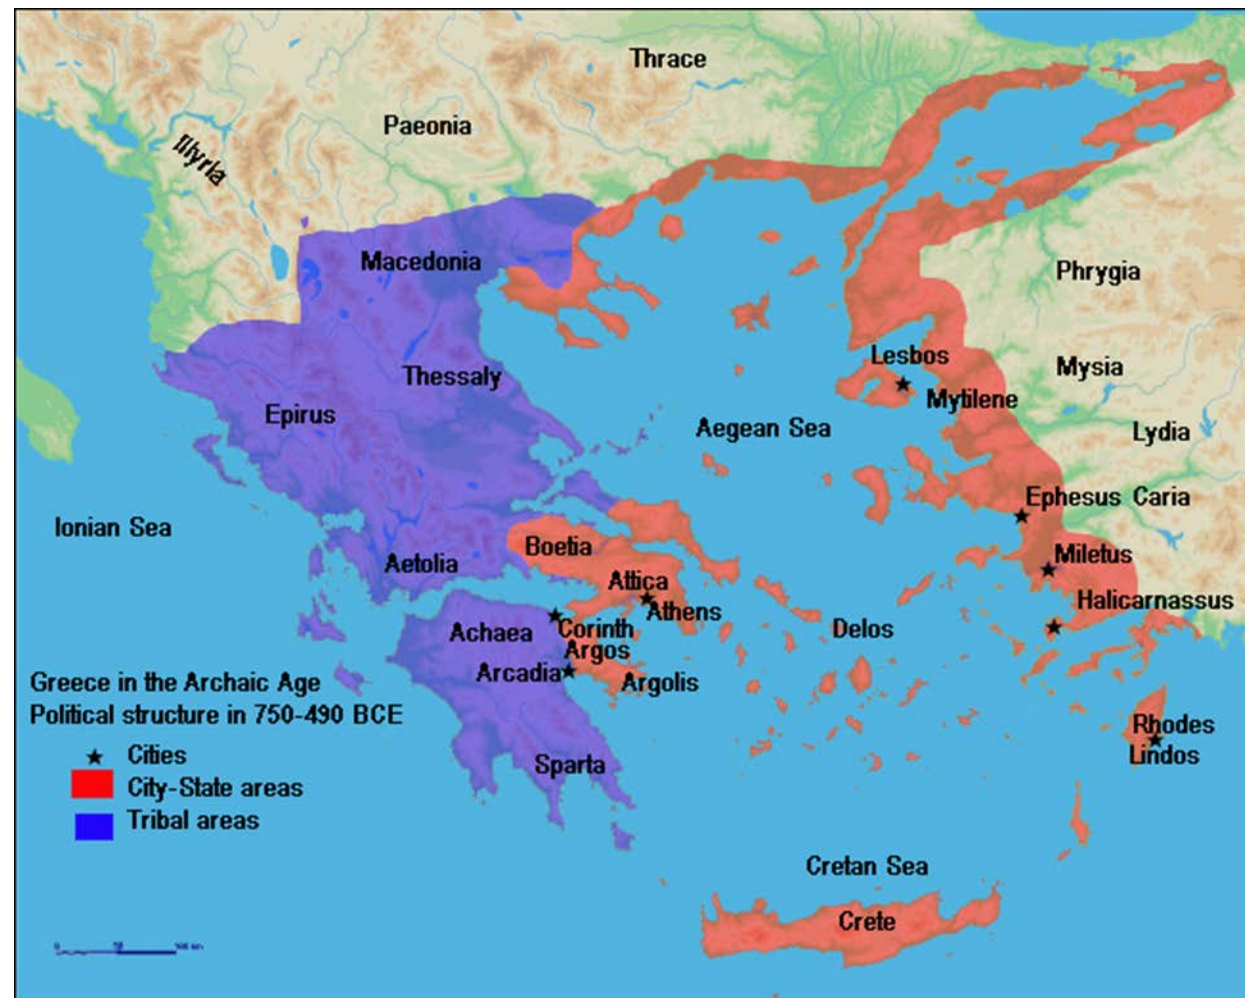 Thrace
Paeonia
Illyria
Macedonia
Phrygia
Lesbos
Mysia
Thessaly
Mytilene
Epirus
Aegean Sea
Lydia
Ephesus Caria
Ionian Sea
Boetia
Miletus
Aetolia
Attica
Halicarnassus
Athens
Achaea
Corinth
Delos
Argos
Arcadia
Argolis
Greece in the Archaic Age
Political structure in 750-490 BCE
Rhodes
Cities
Lindos
Sparta
City-State areas
Tribal areas
Cretan Sea
Crete